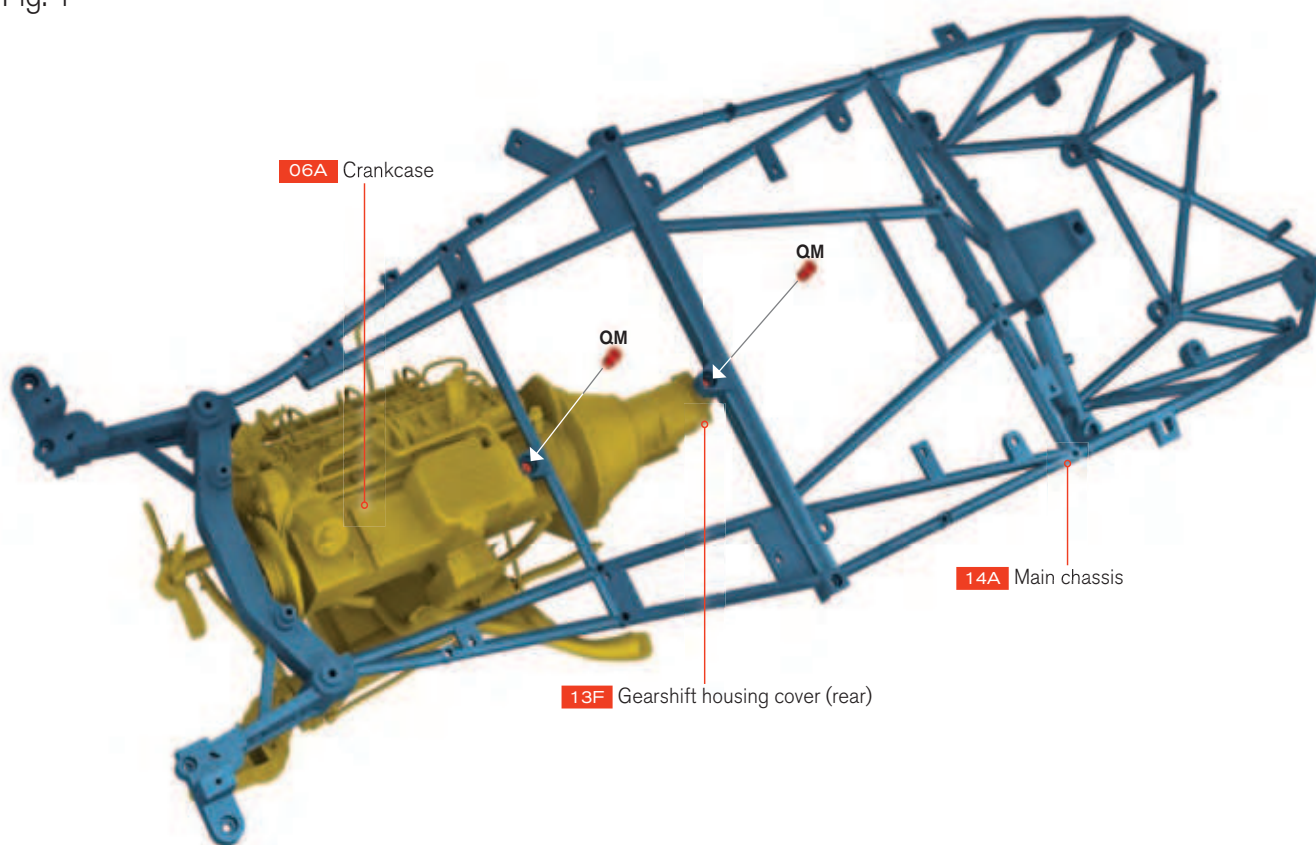 Fig. 1
06A Crankcase
QM
QM
14A Main chassis
13F Gearshift housing cover (rear)